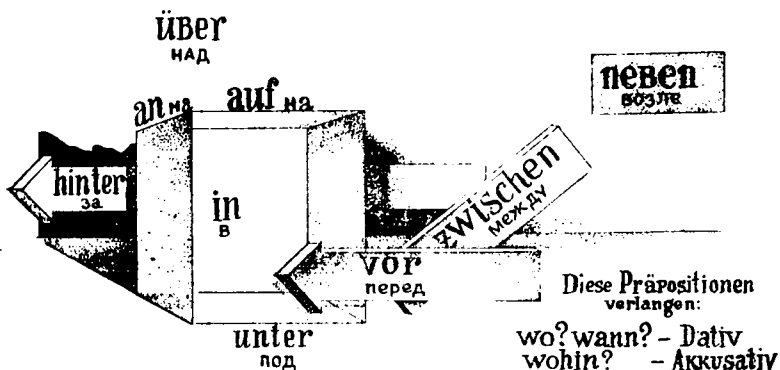 über
над
an на
auf на
neben
возле
hinter
за
in
в
zwischen
между
vor
перед
unter
под
Diese Präpositionen
verlangen:
wo? wann? – Dativ
wohin? – Akkusativ